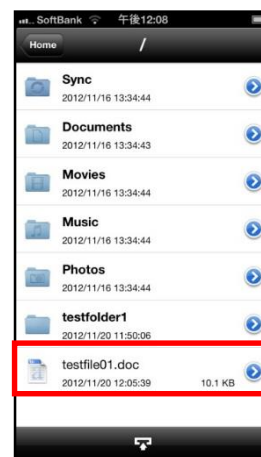 SoftBank 午後12:08
Home /
Sync
2012/11/16 13:34:44
Documents
2012/11/16 13:34:43
Movies
2012/11/16 13:34:44
Music
2012/11/16 13:34:44
Photos
2012/11/16 13:34:44
testfolder1
2012/11/20 11:50:06
testfile01.doc
2012/11/20 12:05:39 10.1 KB